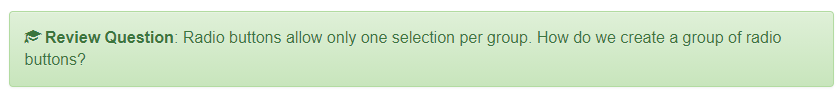 Review Question: Radio buttons allow only one selection per group. How do we create a group of radio
buttons?